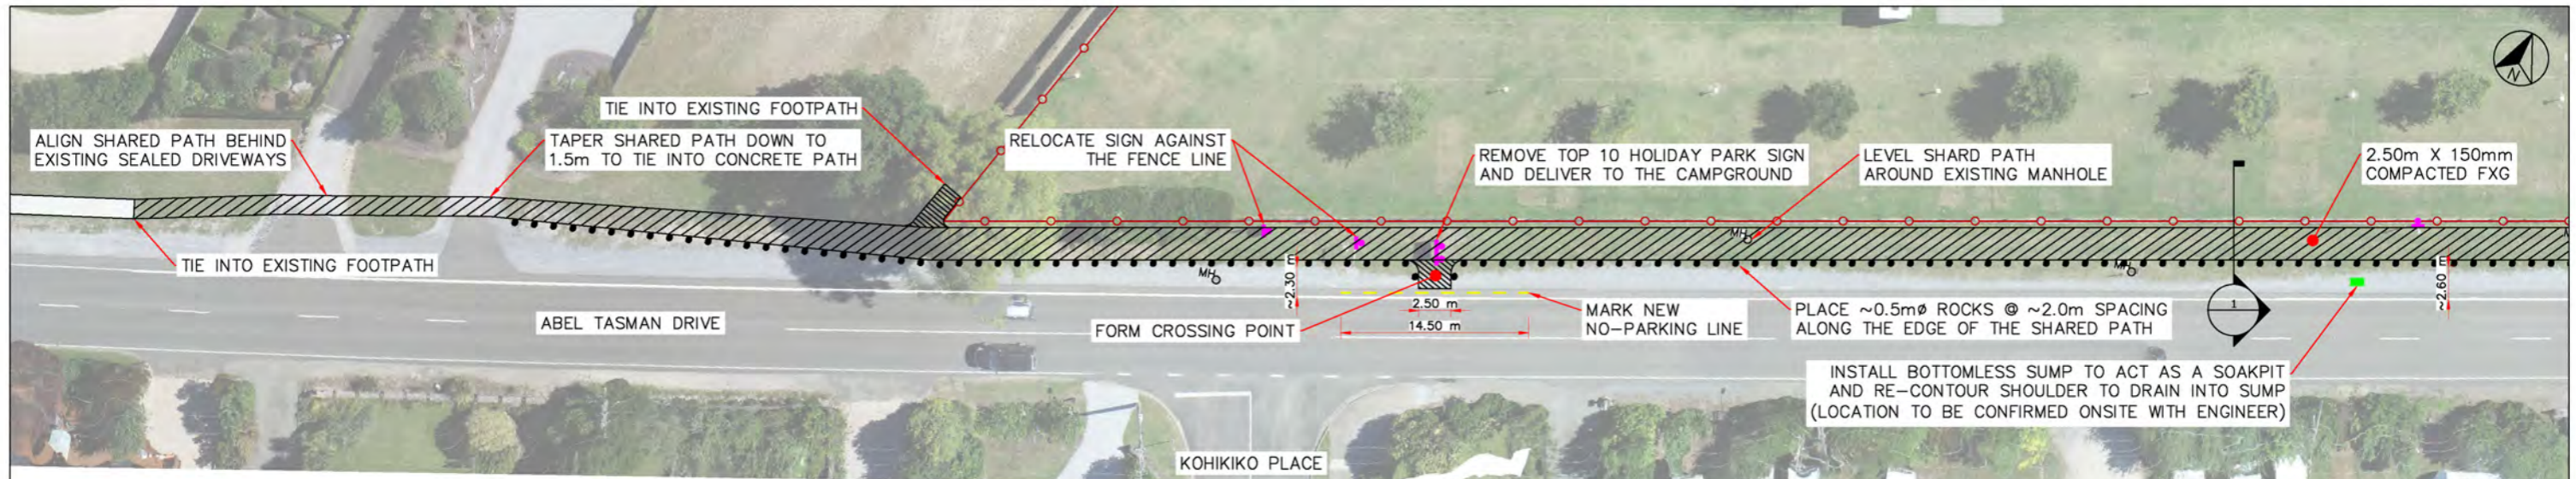 TIE INTO EXISTING FOOTPATH
ALIGN SHARED PATH BEHIND
EXISTING SEALED DRIVEWAYS
TAPER SHARED PATH DOWN TO
1.5m TO TIE INTO CONCRETE PATH
RELOCATE SIGN AGAINST
THE FENCE LINE
REMOVE TOP 10 HOLIDAY PARK SIGN
AND DELIVER TO THE CAMPGROUND
LEVEL SHARD PATH
AROUND EXISTING MANHOLE
2.50m X 150mm
COMPACTED FXG
N
MH
TIE INTO EXISTING FOOTPATH
MH
MH
~2.30 m
~2.60 m
2.50 m
14.50 m
1
ABEL TASMAN DRIVE
FORM CROSSING POINT
MARK NEW
NO-PARKING LINE
PLACE ~0.5mø ROCKS @ ~2.0m SPACING
ALONG THE EDGE OF THE SHARED PATH
INSTALL BOTTOMLESS SUMP TO ACT AS A SOAKPIT
AND RE-CONTOUR SHOULDER TO DRAIN INTO SUMP
(LOCATION TO BE CONFIRMED ONSITE WITH ENGINEER)
KOHIKIKO PLACE